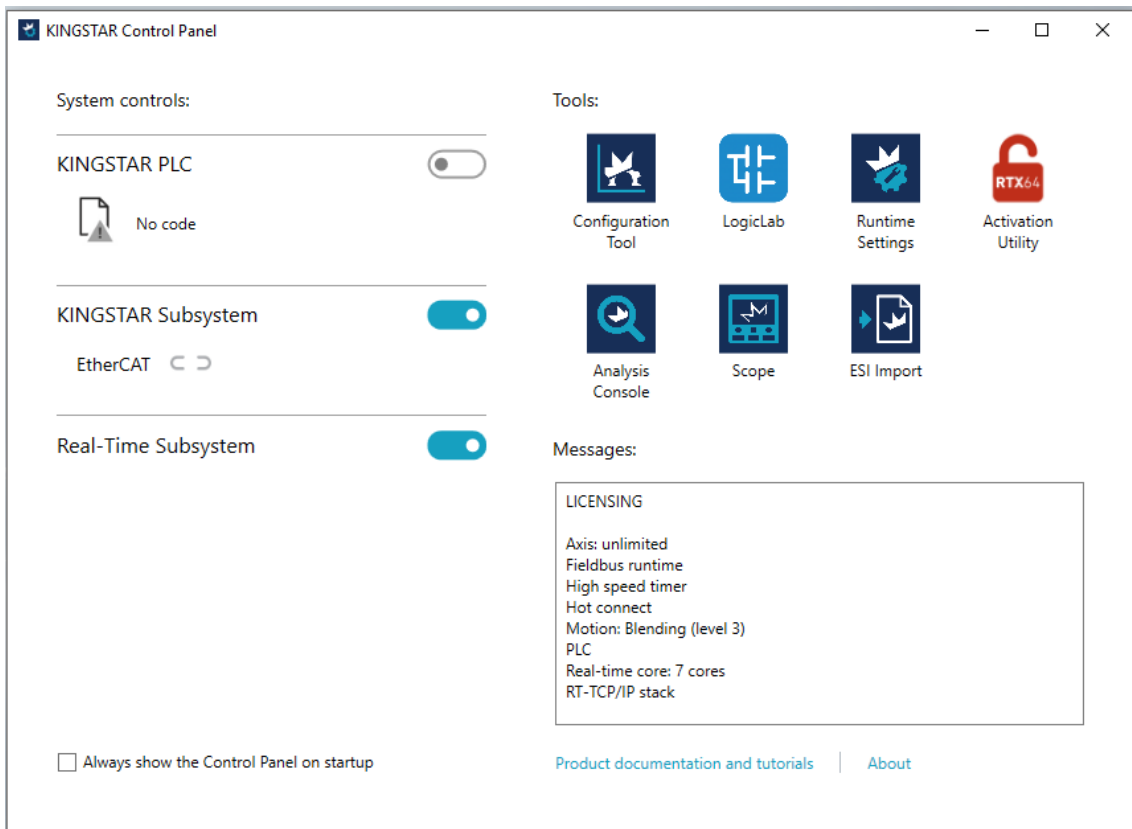 KINGSTAR Control Panel
System controls:
KINGSTAR PLC
No code
KINGSTAR Subsystem
EtherCAT
Real-Time Subsystem
Always show the Control Panel on startup
Tools:
Configuration
Tool
LogicLab
Runtime
Settings
RTX64
Activation
Utility
Analysis
Console
Scope
ESI Import
Messages:
LICENSING
Axis: unlimited
Fieldbus runtime
High speed timer
Hot connect
Motion: Blending (level 3)
PLC
Real-time core: 7 cores
RT-TCP/IP stack
Product documentation and tutorials
About